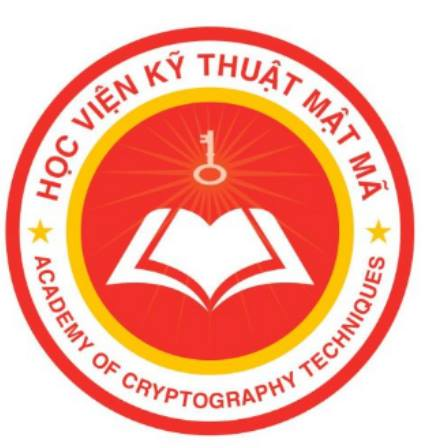 HỌC VIỆN KỸ THUẬT MẬT MÃ
ACADEMY OF CRYPTOGRAPHY TECHNIQUES